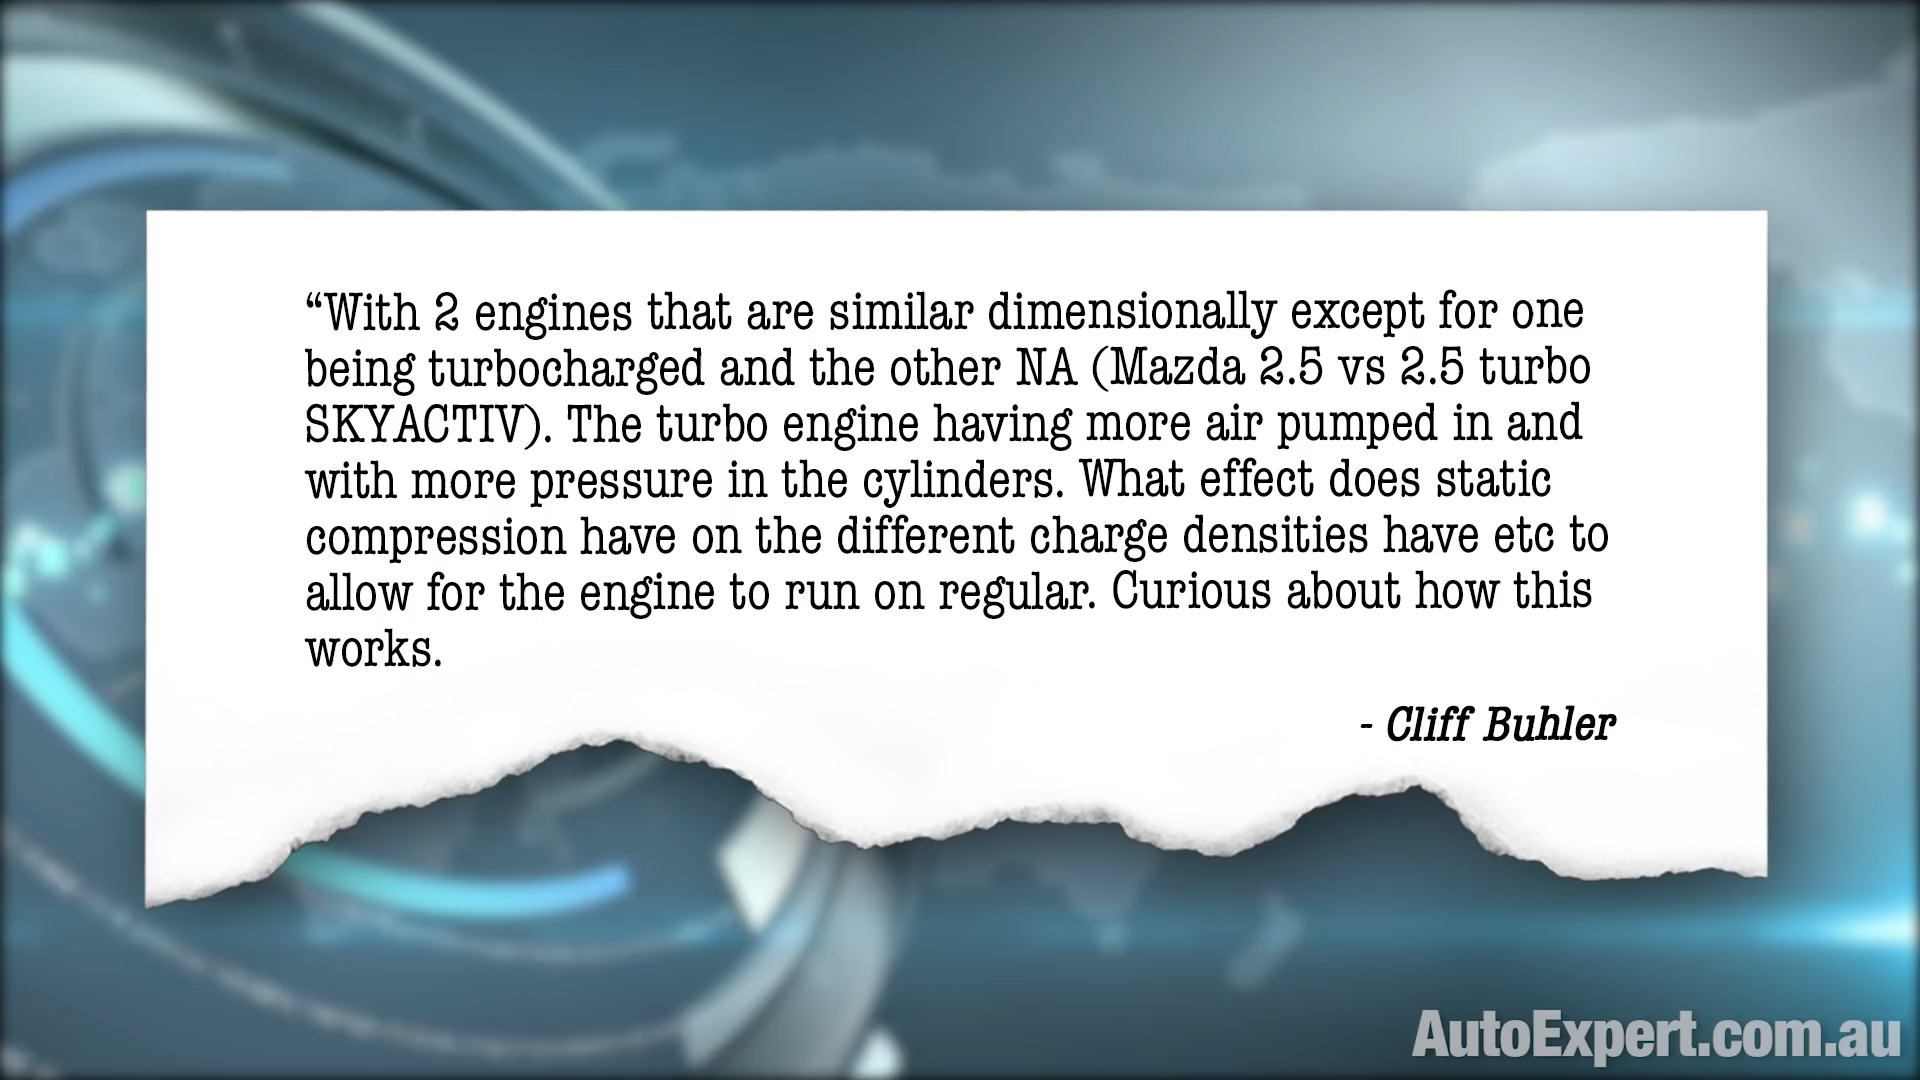 “With 2 engines that are similar dimensionally except for one
being turbocharged and the other NA (Mazda 2.5 vs 2.5 turbo
SKYACTIV). The turbo engine having more air pumped in and
with more pressure in the cylinders. What effect does static
compression have on the different charge densities have etc to
allow for the engine to run on regular. Curious about how this
works.
- Cliff Buhler
AutoExpert.com.au